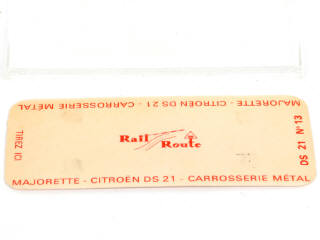 MAJORETTE - CITROËN DS 21 - CARROSSERIE MÉTAL
TIREZ ICI
Rail
Route
DS 21 N° 13
MAJORETTE - CITROËN DS 21 - CARROSSERIE MÉTAL